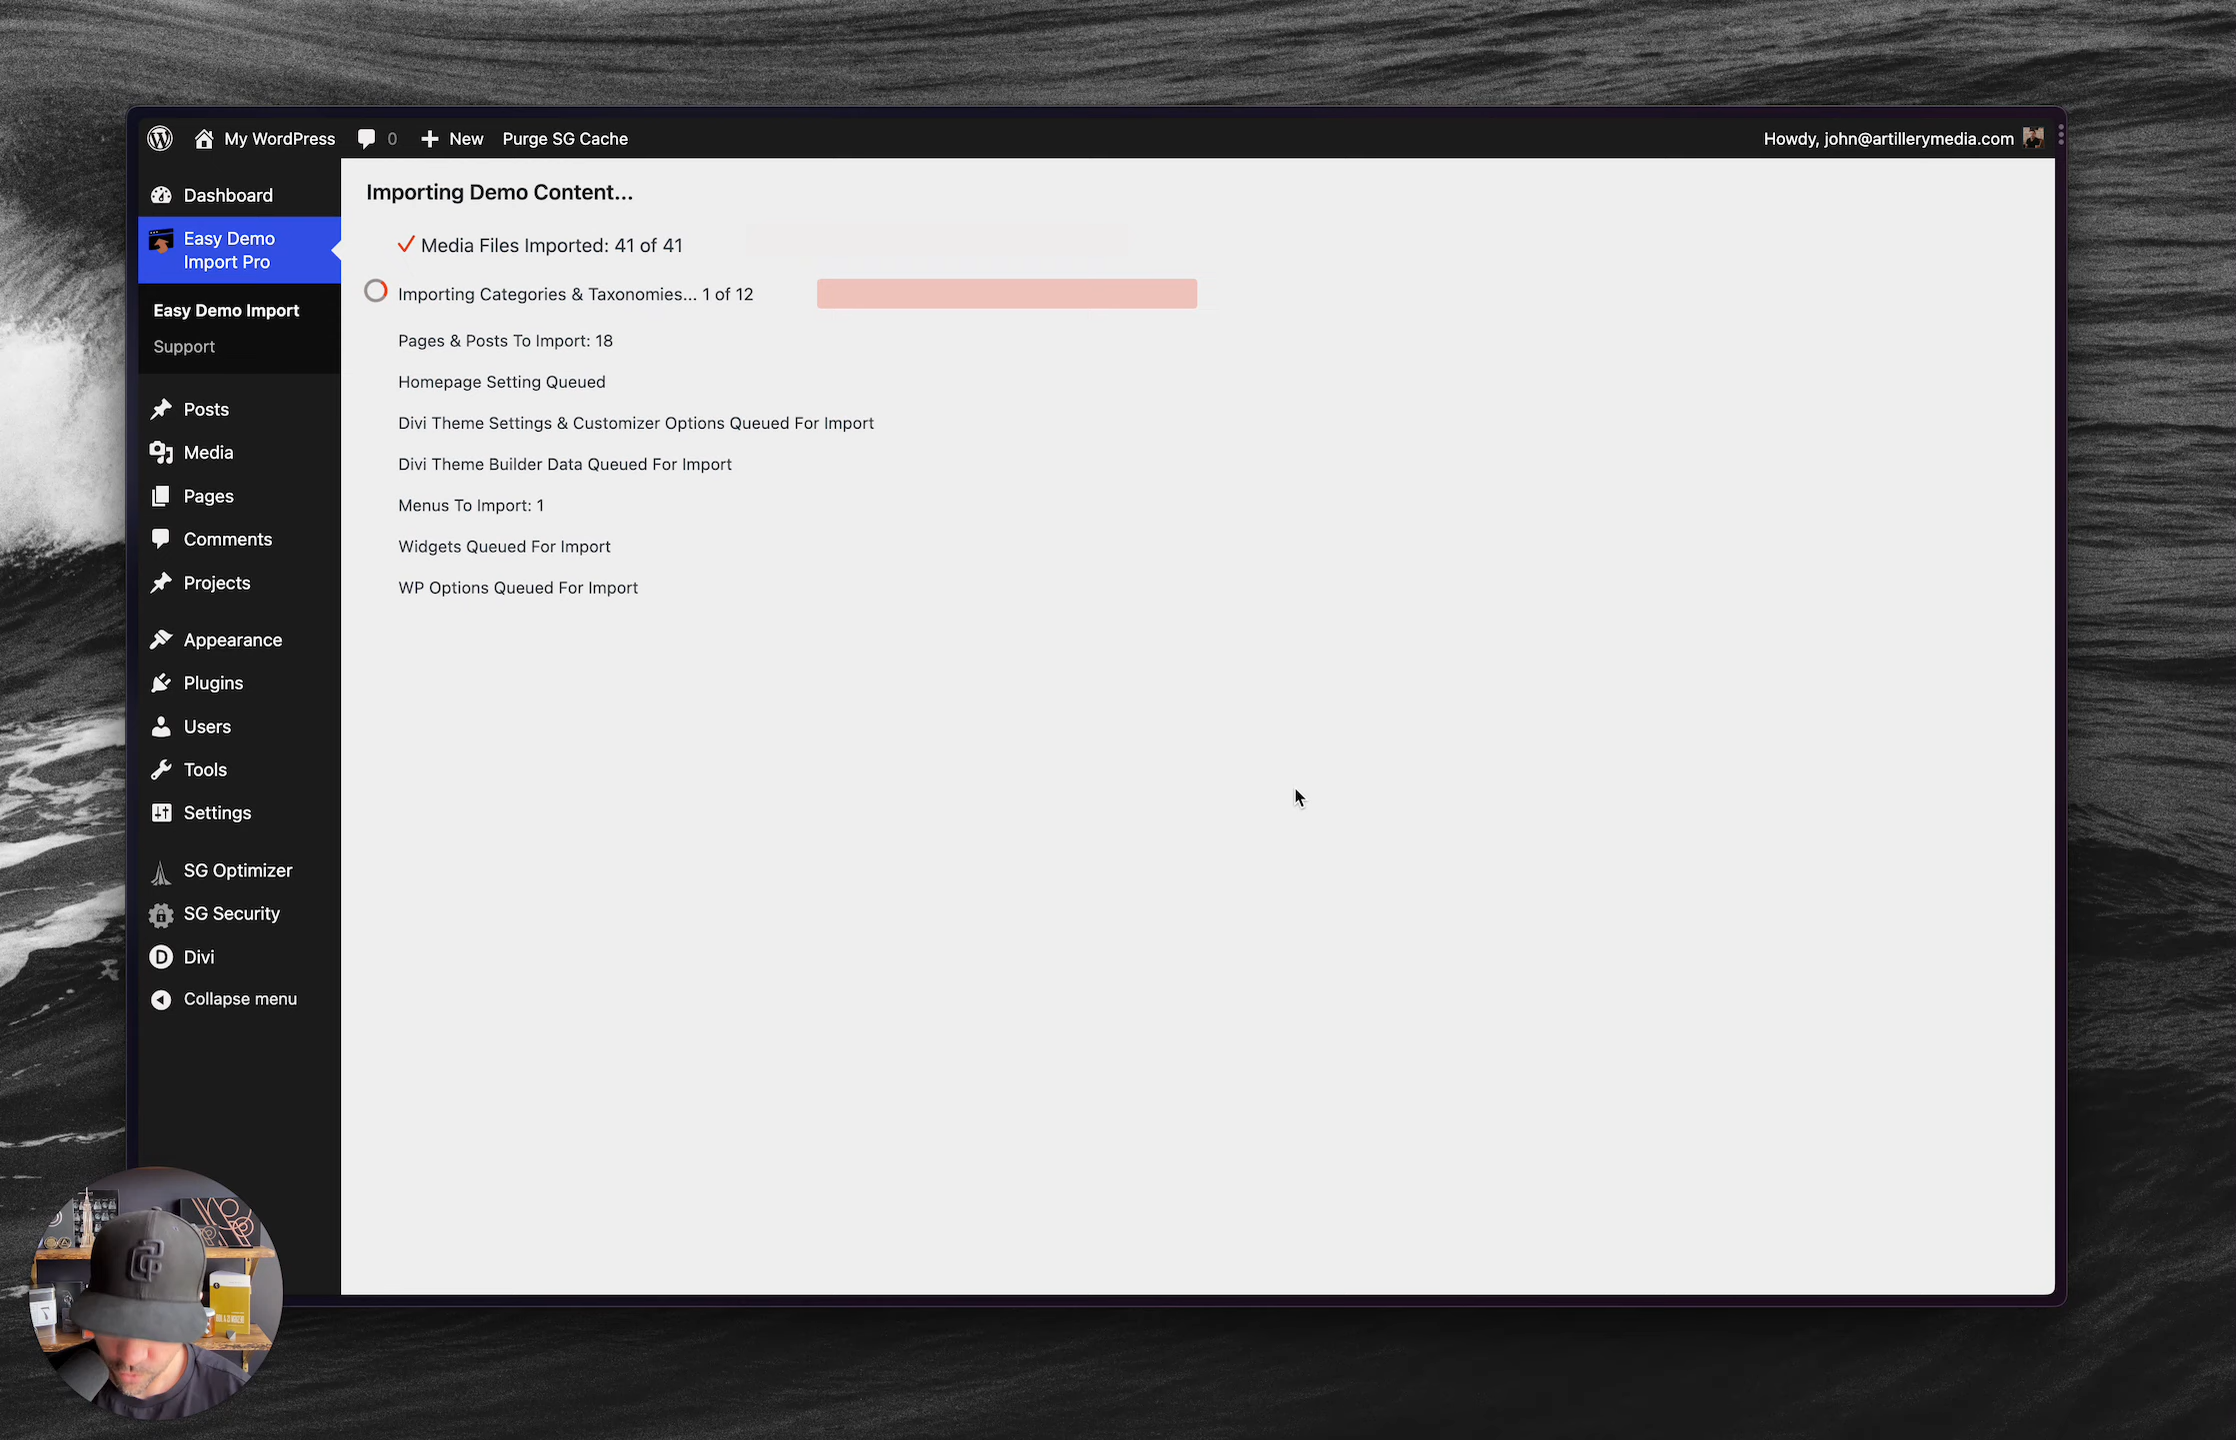 My WordPress
0
New
Purge SG Cache
Howdy, john@artillerymedia.com
Dashboard
Easy Demo
Import Pro
Easy Demo Import
Support
Posts
Media
Pages
Comments
Projects
Appearance
Plugins
Users
Tools
Settings
SG Optimizer
SG Security
Divi
Collapse menu
Importing Demo Content...
Media Files Imported: 41 of 41
Importing Categories & Taxonomies... 1 of 12
Pages & Posts To Import: 18
Homepage Setting Queued
Divi Theme Settings & Customizer Options Queued For Import
Divi Theme Builder Data Queued For Import
Menus To Import: 1
Widgets Queued For Import
WP Options Queued For Import